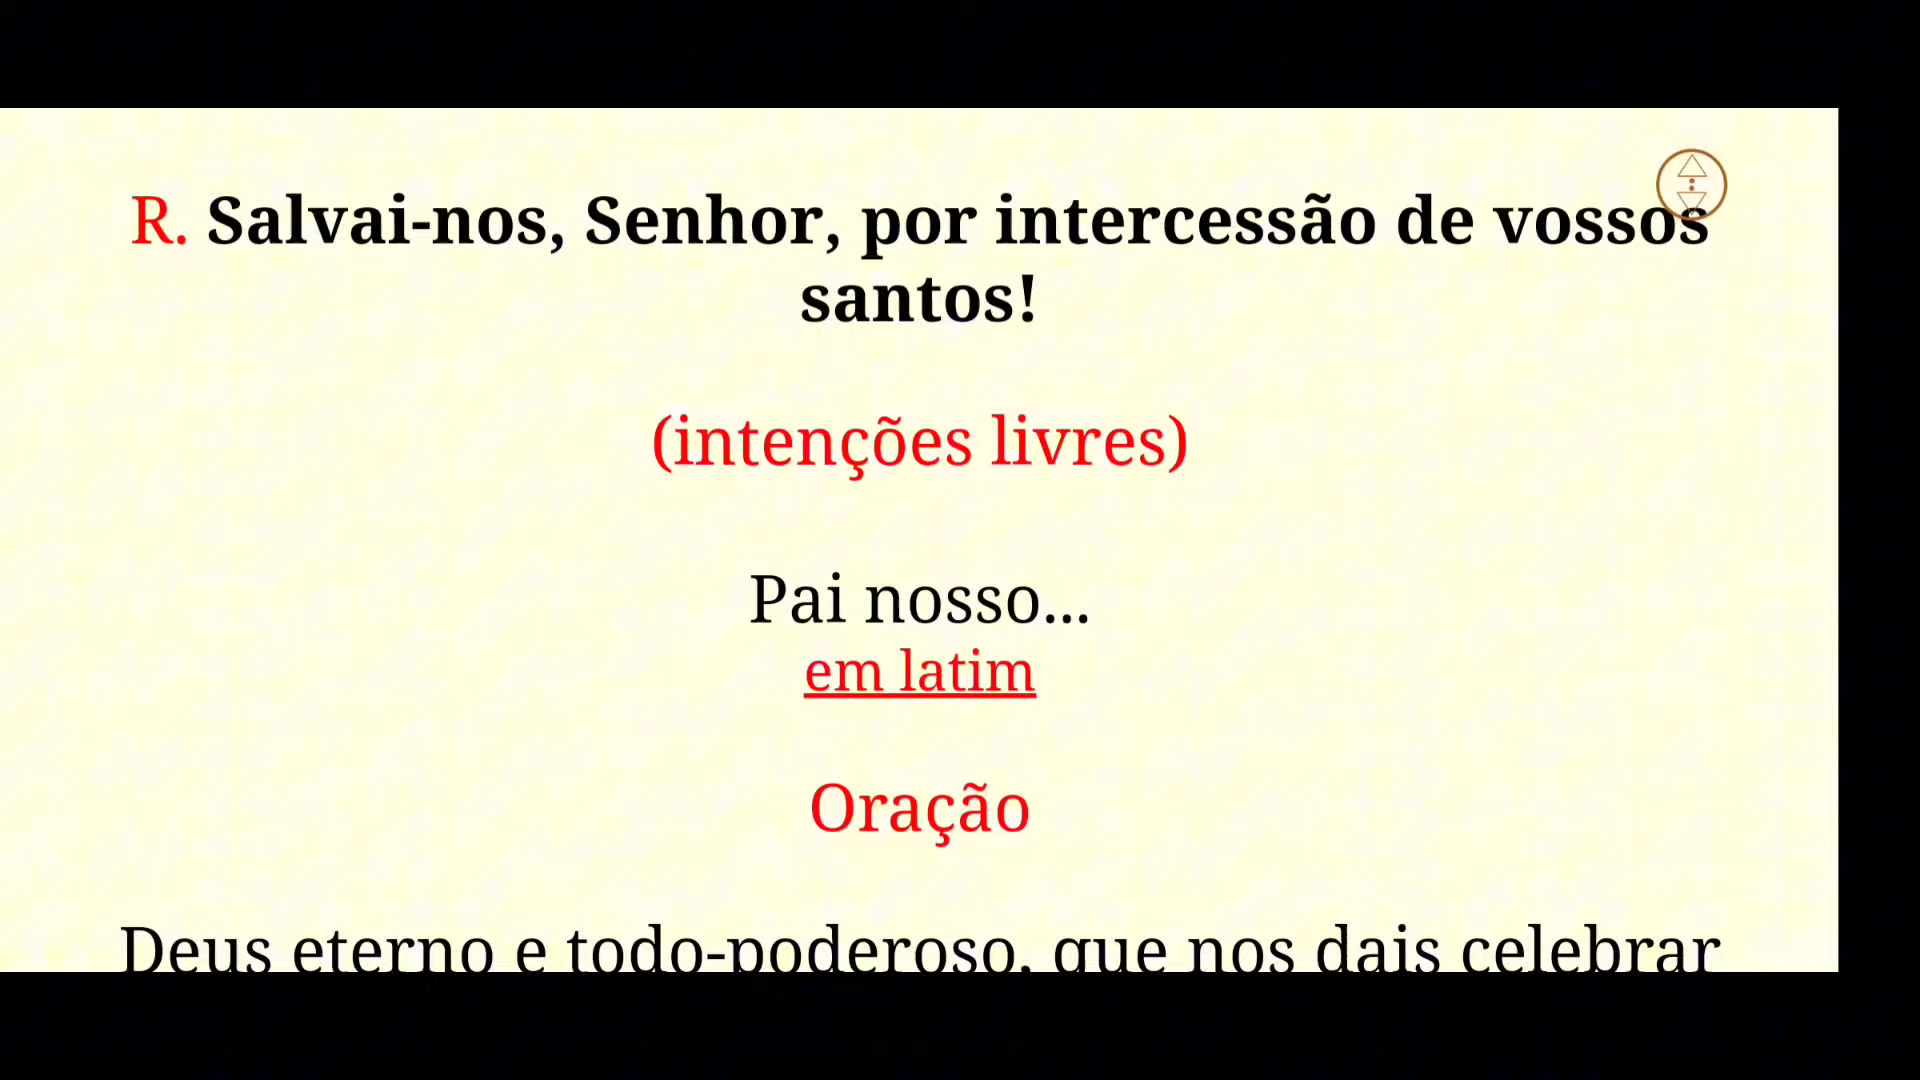 R. Salvai-nos, Senhor, por intercessão de vossos
santos!
(intenções livres)
Pai nosso...
em latim
Oração
Deus eterno e todo-poderoso, que nos dais celebrar